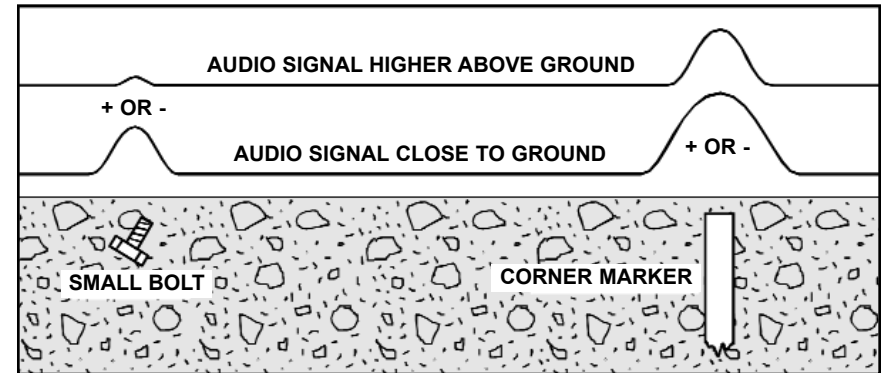 AUDIO SIGNAL HIGHER ABOVE GROUND
+ OR -
AUDIO SIGNAL CLOSE TO GROUND
+ OR -
SMALL BOLT
CORNER MARKER